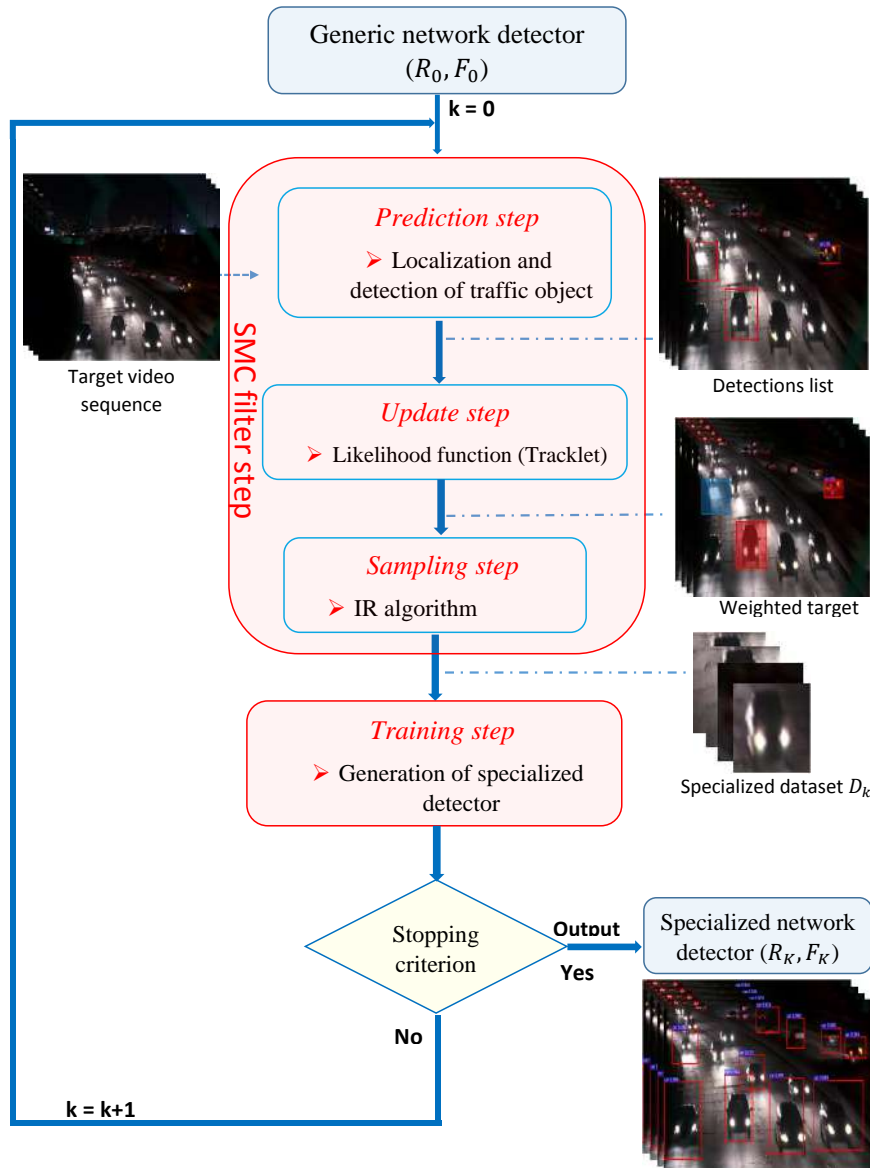 Generic network detector
(R₀, F₀)
k = 0
Target video
sequence
SMC filter step
Prediction step
➢ Localization and
detection of traffic object
Detections list
Update step
➢ Likelihood function (Tracklet)
Weighted target
Sampling step
➢ IR algorithm
Training step
➢ Generation of specialized
detector
Specialized dataset Dₖ
Stopping
criterion
Output
Yes
Specialized network
detector (R_K, F_K)
No
k = k+1